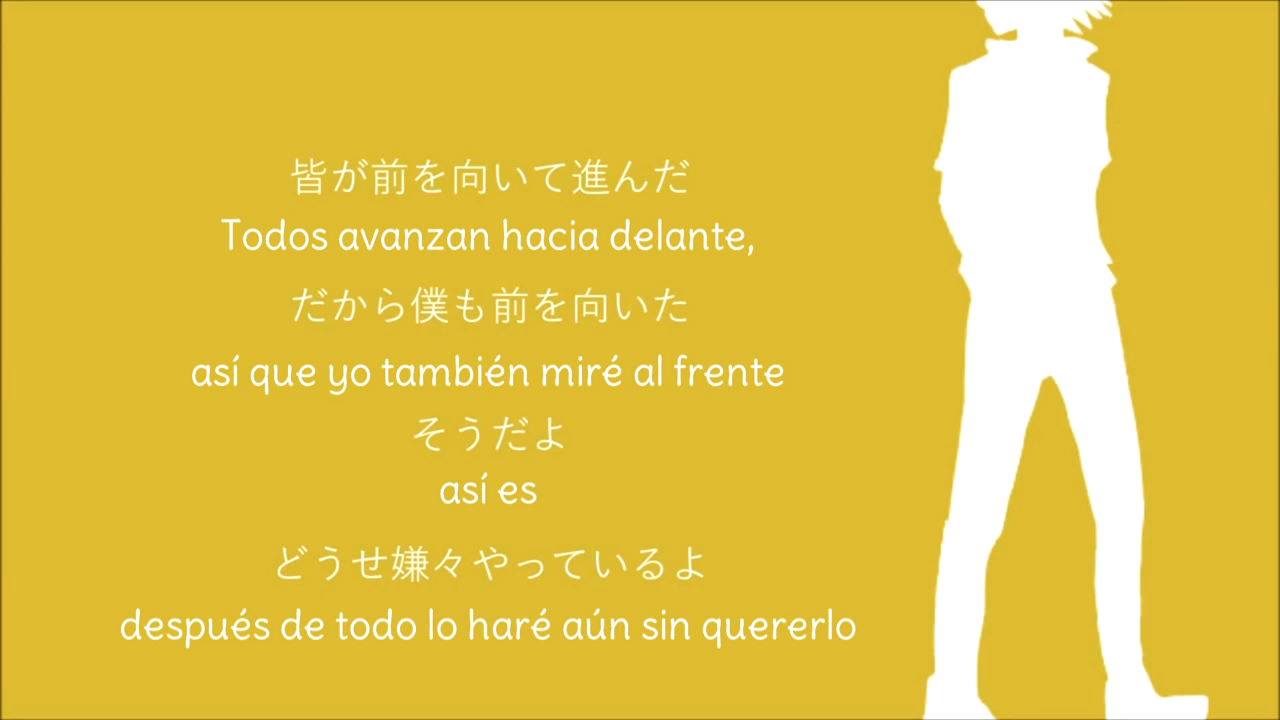 皆が前を向いて進んだ
Todos avanzan hacia delante,
だから僕も前を向いた
así que yo también miré al frente
そうだよ
así es
どうせ嫌々やっているよ
después de todo lo haré aún sin quererlo